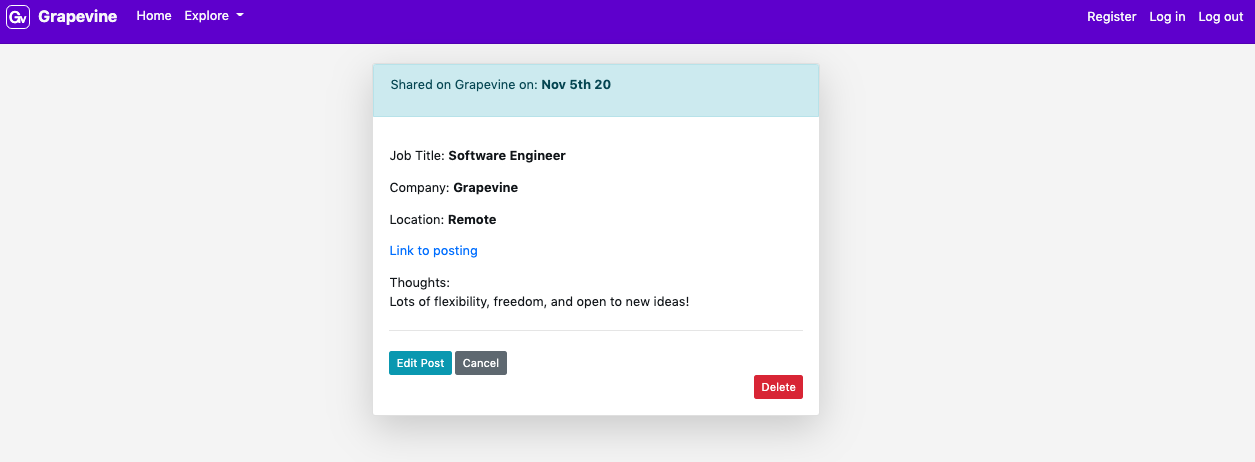 Gv Grapevine Home Explore Register Log in Log out
Shared on Grapevine on: Nov 5th 20
Job Title: Software Engineer
Company: Grapevine
Location: Remote
Link to posting
Thoughts:
Lots of flexibility, freedom, and open to new ideas!
Edit Post Cancel
Delete